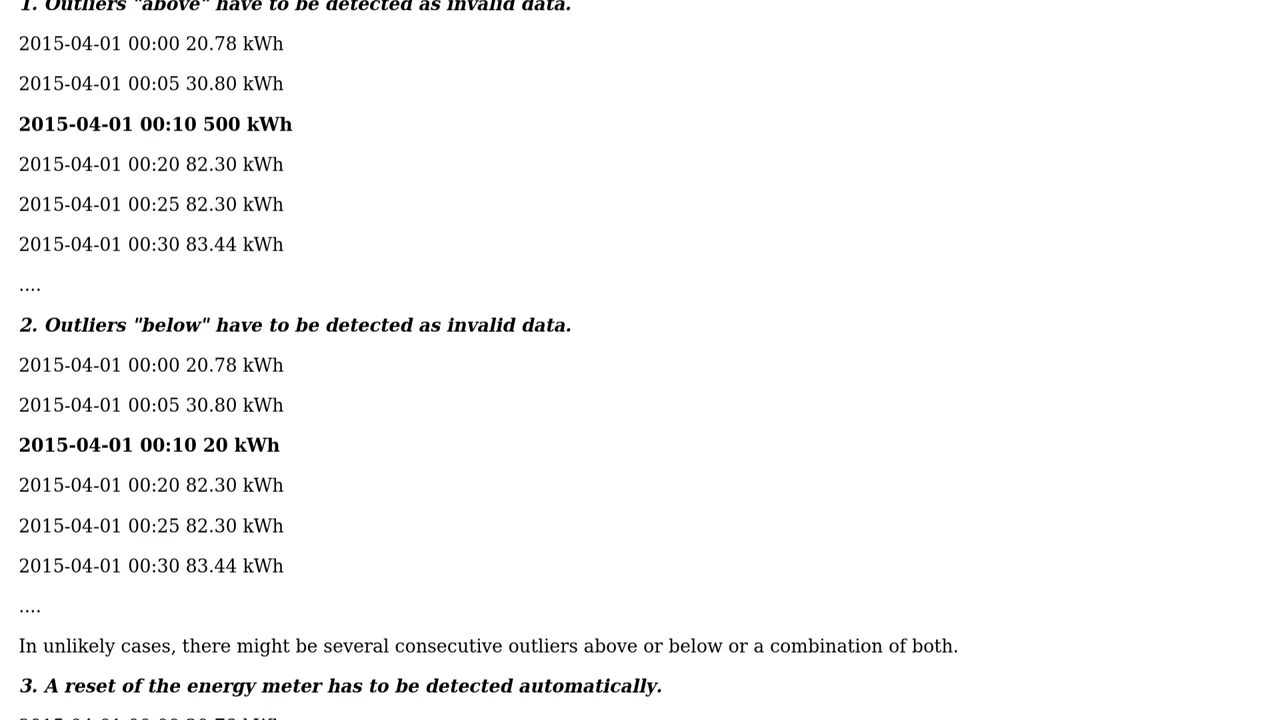 1. Outliers "above" have to be detected as invalid data.
2015-04-01 00:00 20.78 kWh
2015-04-01 00:05 30.80 kWh
2015-04-01 00:10 500 kWh
2015-04-01 00:20 82.30 kWh
2015-04-01 00:25 82.30 kWh
2015-04-01 00:30 83.44 kWh
....
2. Outliers "below" have to be detected as invalid data.
2015-04-01 00:00 20.78 kWh
2015-04-01 00:05 30.80 kWh
2015-04-01 00:10 20 kWh
2015-04-01 00:20 82.30 kWh
2015-04-01 00:25 82.30 kWh
2015-04-01 00:30 83.44 kWh
....
In unlikely cases, there might be several consecutive outliers above or below or a combination of both.
3. A reset of the energy meter has to be detected automatically.